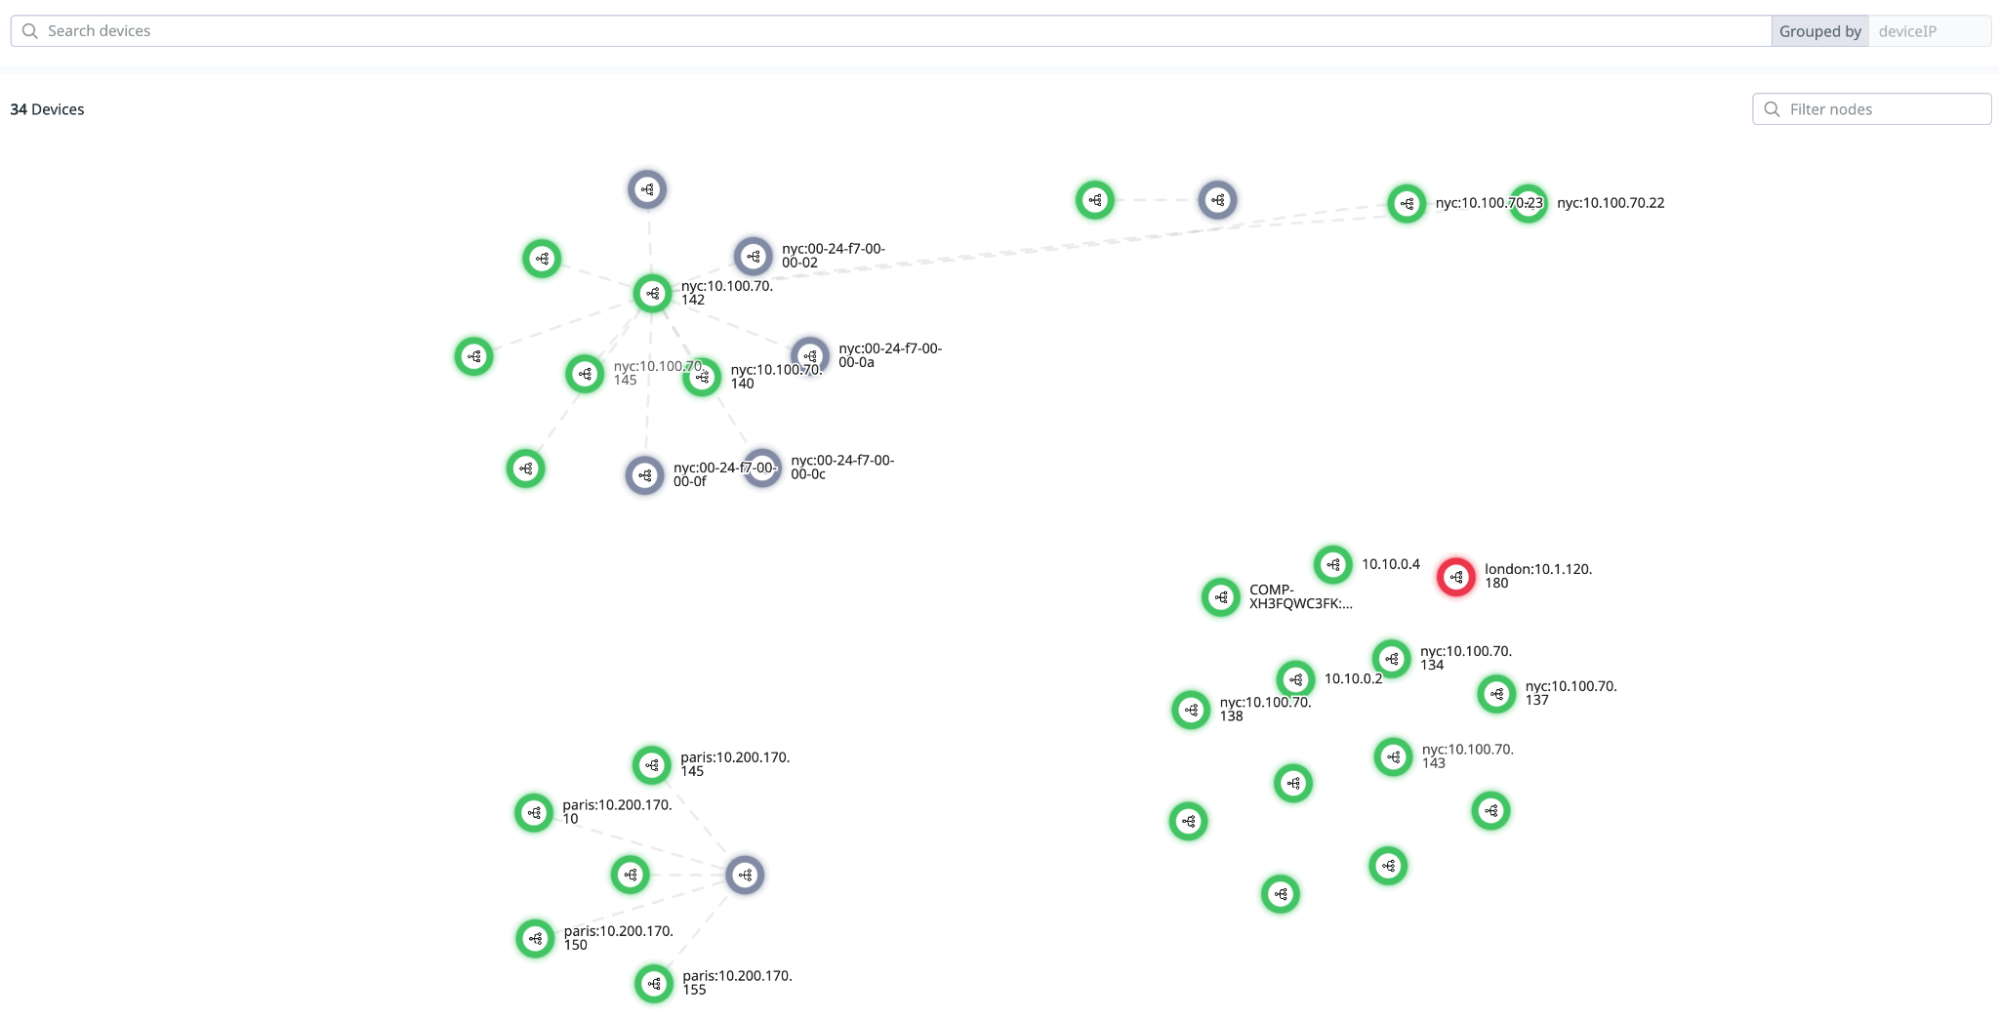 Search devices
Grouped by
deviceIP
34 Devices
Filter nodes
nyc:10.100.70.23
nyc:10.100.70.22
nyc:00-24-f7-00-
00-02
nyc:10.100.70.
142
nyc:00-24-f7-00-
00-0a
nyc:10.100.70.
145
nyc:10.100.70.
140
nyc:00-24-f7-00-
00-0f
nyc:00-24-f7-00-
00-0c
10.10.0.4
london:10.1.120.
180
COMP-
XH3FQWC3FK:...
nyc:10.100.70.
134
10.10.0.2
nyc:10.100.70.
137
nyc:10.100.70.
138
nyc:10.100.70.
143
paris:10.200.170.
145
paris:10.200.170.
10
paris:10.200.170.
150
paris:10.200.170.
155